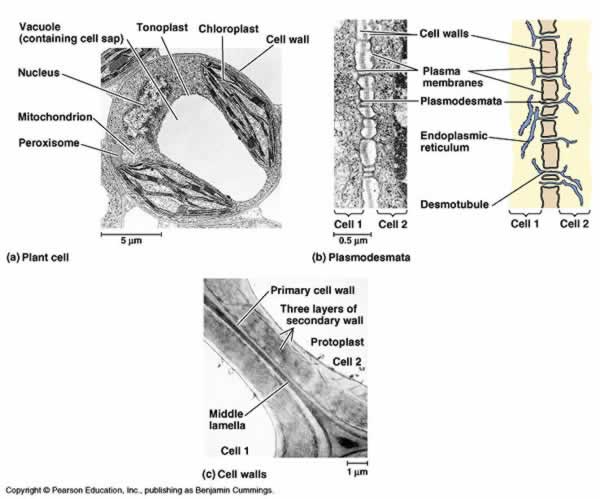 Vacuole
(containing cell sap)
Tonoplast
Chloroplast
Cell wall
Nucleus
Mitochondrion
Peroxisome
5 μm
(a) Plant cell
Cell walls
Plasma
membranes
Plasmodesmata
Endoplasmic
reticulum
Desmotubule
Cell 1
Cell 2
0.5 μm
Cell 1
Cell 2
(b) Plasmodesmata
Primary cell wall
Three layers of
secondary wall
Protoplast
Cell 2
Middle
lamella
Cell 1
1 μm
(c) Cell walls
Copyright © Pearson Education, Inc., publishing as Benjamin Cummings.